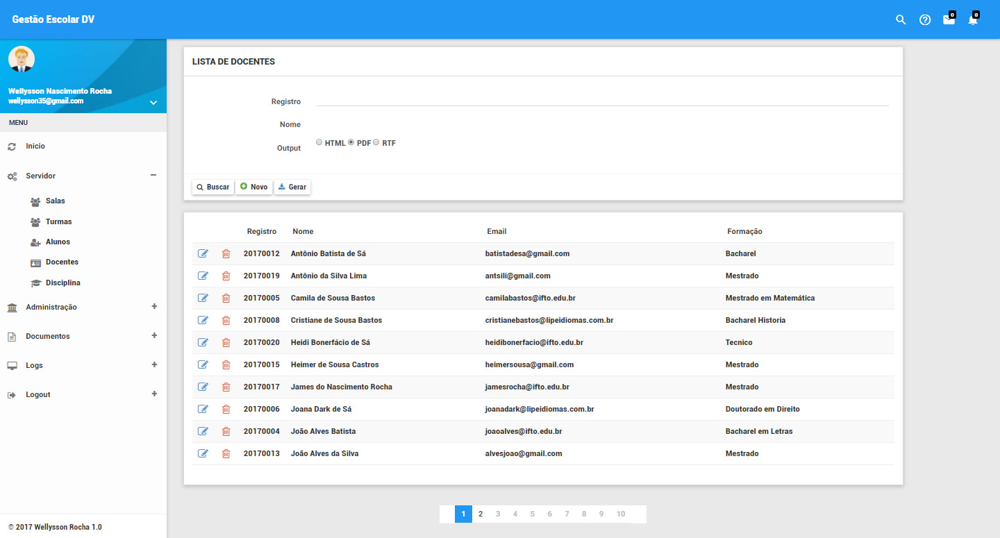 Gestão Escolar DV
0 0
Wellysson Nascimento Rocha
wellysson35@gmail.com
MENU
Inicio
Servidor
Salas
Turmas
Alunos
Docentes
Disciplina
Administração
Documentos
Logs
Logout
© 2017 Wellysson Rocha 1.0
LISTA DE DOCENTES
Registro
Nome
Output HTML PDF RTF
Buscar Novo Gerar
Registro Nome Email Formação
20170012 Antônio Batista de Sá batistadesa@gmail.com Bacharel
20170019 Antônio da Silva Lima antsili@gmail.com Mestrado
20170005 Camila de Sousa Bastos camilabastos@ifto.edu.br Mestrado em Matemática
20170008 Cristiane de Sousa Bastos cristianebastos@lipeidiomas.com.br Bacharel Historia
20170020 Heidi Bonerfácio de Sá heidibonerfacio@ifto.edu.br Tecnico
20170015 Heimer de Sousa Castros heimersousa@gmail.com Mestrado
20170017 James do Nascimento Rocha jamesrocha@ifto.edu.br Mestrado
20170006 Joana Dark de Sá joanadark@lipeidiomas.com.br Doutorado em Direito
20170004 João Alves Batista joaoalves@ifto.edu.br Bacharel em Letras
20170013 João Alves da Silva alvesjoao@gmail.com Mestrado
1 2 3 4 5 6 7 8 9 10